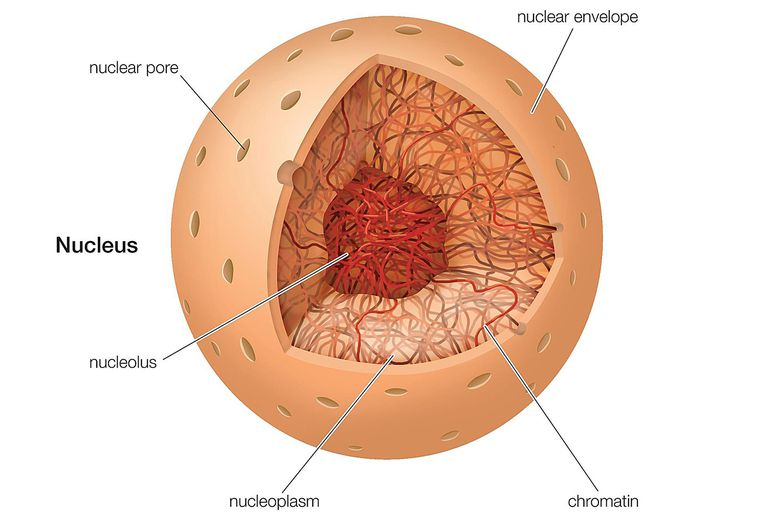 nuclear envelope
nuclear pore
Nucleus
nucleolus
nucleoplasm
chromatin